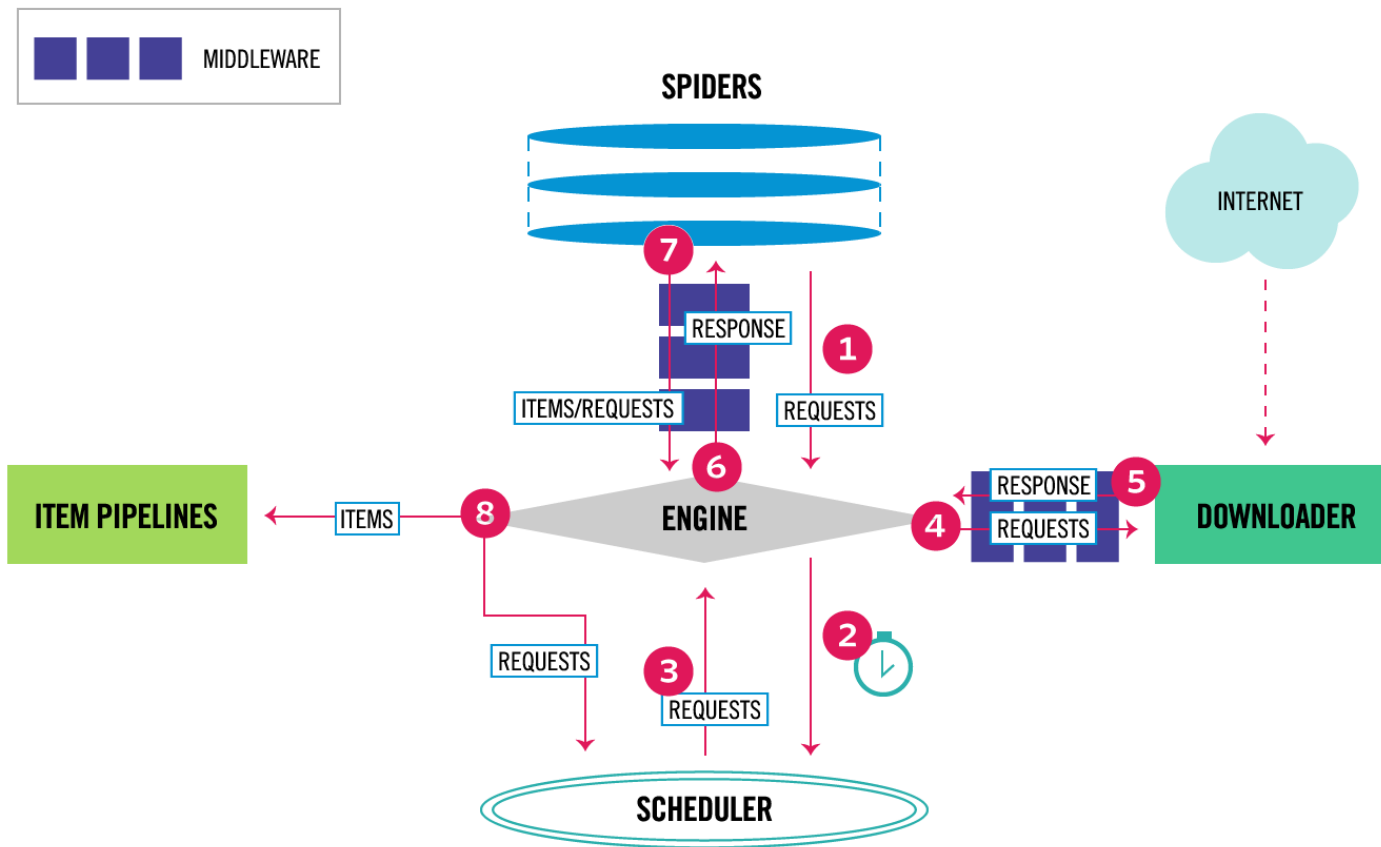 MIDDLEWARE
SPIDERS
INTERNET
7
RESPONSE
1
ITEMS/REQUESTS
REQUESTS
6
5
RESPONSE
ITEM PIPELINES
ITEMS
8
ENGINE
4
REQUESTS
DOWNLOADER
2
REQUESTS
3
REQUESTS
SCHEDULER